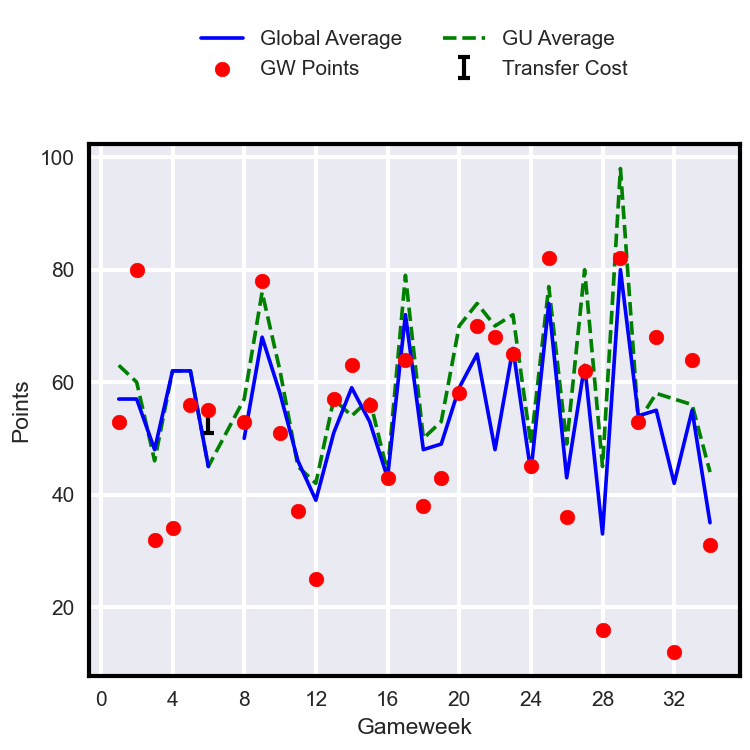 Global Average
GU Average
GW Points
Transfer Cost
100
80
60
40
20
Points
0 4 8 12 16 20 24 28 32
Gameweek